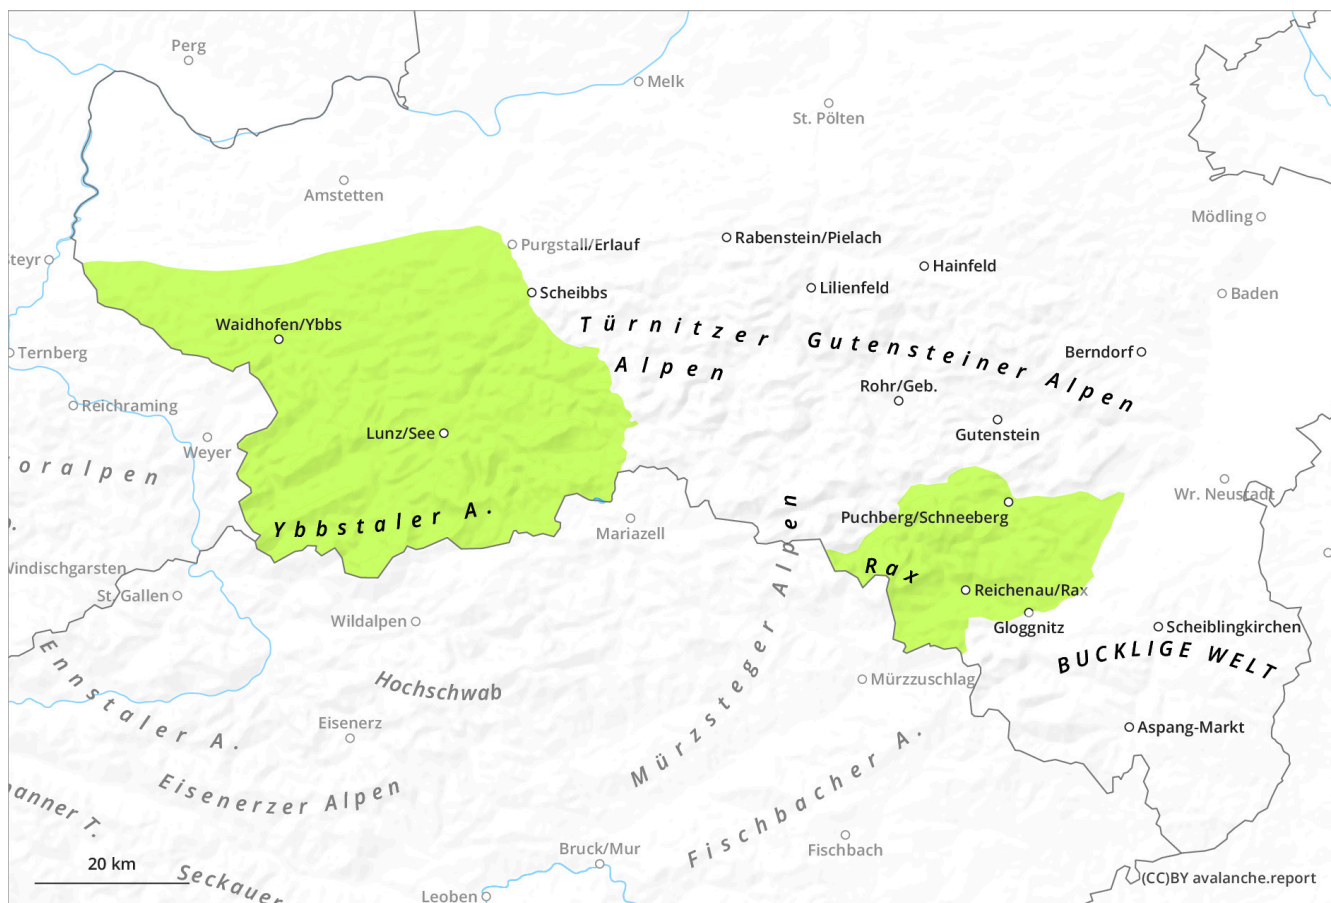 Perg
Melk
St. Pölten
Amstetten
Mödling
steyr
Purgstall/Erlauf
Rabenstein/Pielach
Hainfeld
Scheibbs
Lilienfeld
Baden
Waidhofen/Ybbs
Türnitzer
Alpen
Gutensteiner Alpen
Ternberg
Berndorf
Rohr/Geb.
Reichraming
Lunz/See
Gutenstein
Weyer
oralpen
Wr. Neustadt
Ybbstaler A.
Mariazell
Puchberg/Schneeberg
Windischgarsten
Rax
St. Gallen
Reichenau/Rax
Wildalpen
Gloggnitz
Scheiblingkirchen
BUCKLIGE WELT
Mürzsteger Alpen
Ennstaler A.
Hochschwab
Mürzzuschlag
Eisenerz
Aspang-Markt
Eisenerzer Alpen
Fischbacher A.
anner T.
Fischbach
Bruck/Mur
20 km
Seckauer
Leoben
(CC)BY avalanche.report